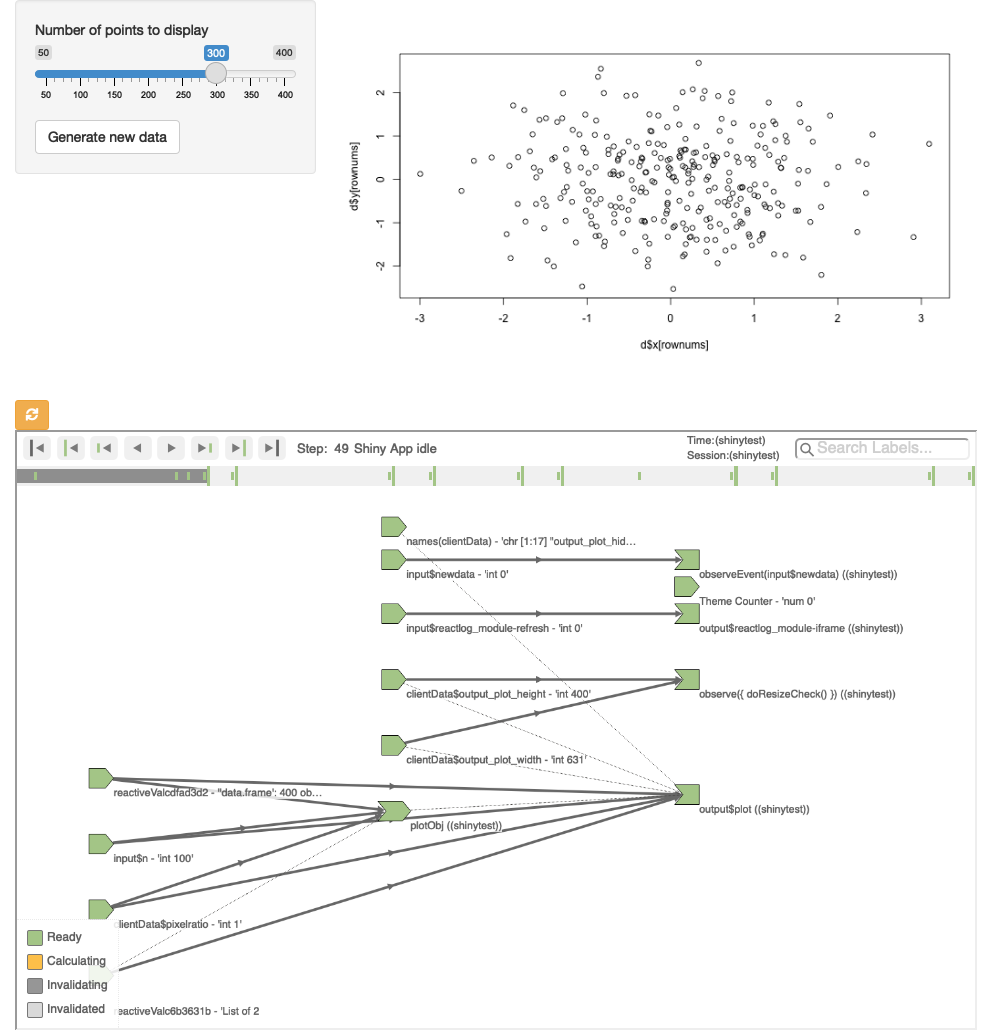 Number of points to display
50 300 400
50 100 150 200 250 300 350 400
Generate new data
d$y[rownums]
2
1
0
-1
-2
-3 -2 -1 0 1 2 3
d$x[rownums]
Step: 49 Shiny App idle
Time:(shinytest)
Session:(shinytest)
Search Labels...
names(clientData) - 'chr [1:17] "output_plot_hid...
input$newdata - 'int 0'
observeEvent(input$newdata) ((shinytest))
Theme Counter - 'num 0'
input$reactlog_module-refresh - 'int 0'
output$reactlog_module-iframe ((shinytest))
clientData$output_plot_height - 'int 400'
observe({ doResizeCheck() }) ((shinytest))
clientData$output_plot_width - 'int 631'
reactiveValcdfad3d2 - "data.frame': 400 ob...
output$plot ((shinytest))
plotObj ((shinytest))
input$n - 'int 100'
clientData$pixelratio - 'int 1'
Ready
Calculating
Invalidating
Invalidated
eactiveValc6b3631b - 'List of 2